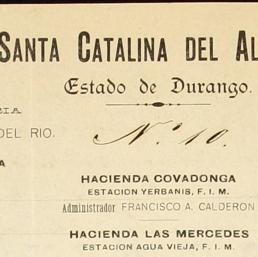 SANTA CATALINA DEL AL
Estado de Durango.
CIA
DEL RIO.
N.º 10.
A
HACIENDA COVADONGA
ESTACION YERBANIS, F. I. M.
Administrador FRANCISCO A. CALDERON
HACIENDA LAS MERCEDES
ESTACION AGUA VIEJA, F. I. M.